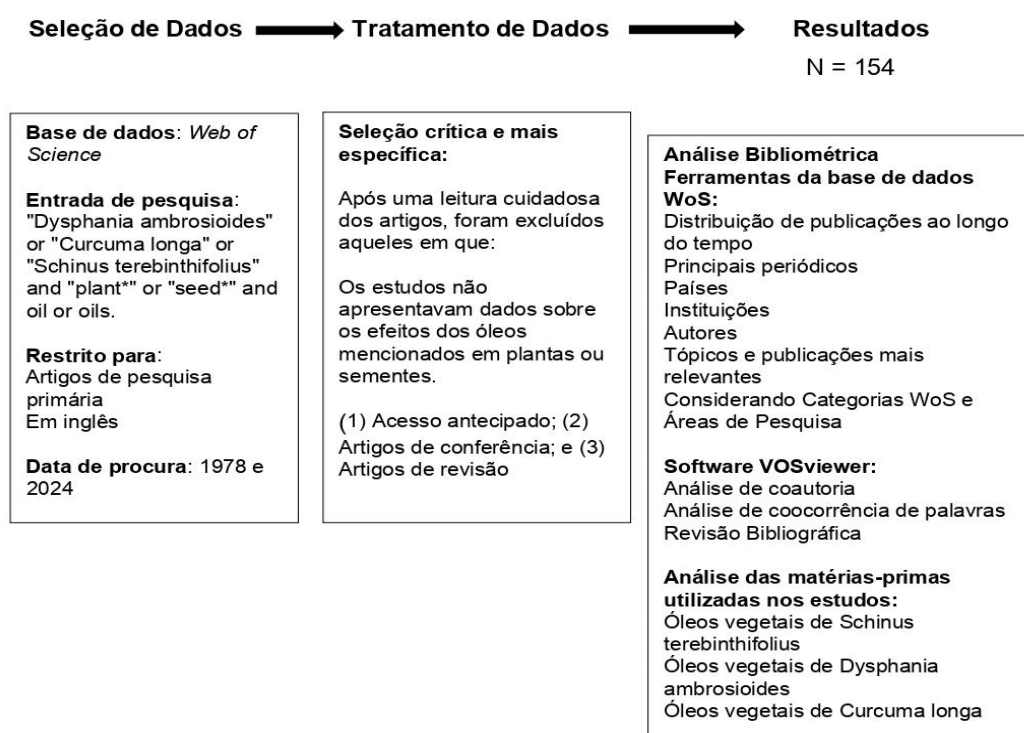 Seleção de Dados
Tratamento de Dados
Resultados
N = 154
Base de dados: Web of
Science
Entrada de pesquisa:
"Dysphania ambrosioides"
or "Curcuma longa" or
"Schinus terebinthifolius"
and "plant*" or "seed*" and
oil or oils.
Restrito para:
Artigos de pesquisa
primária
Em inglês
Data de procura: 1978 e
2024
Seleção crítica e mais
específica:
Após uma leitura cuidadosa
dos artigos, foram excluídos
aqueles em que:
Os estudos não
apresentavam dados sobre
os efeitos dos óleos
mencionados em plantas ou
sementes.
(1) Acesso antecipado; (2)
Artigos de conferência; e (3)
Artigos de revisão
Análise Bibliométrica
Ferramentas da base de dados
WoS:
Distribuição de publicações ao longo
do tempo
Principais periódicos
Países
Instituições
Autores
Tópicos e publicações mais
relevantes
Considerando Categorias WoS e
Áreas de Pesquisa
Software VOSviewer:
Análise de coautoria
Análise de coocorrência de palavras
Revisão Bibliográfica
Análise das matérias-primas
utilizadas nos estudos:
Óleos vegetais de Schinus
terebinthifolius
Óleos vegetais de Dysphania
ambrosioides
Óleos vegetais de Curcuma longa